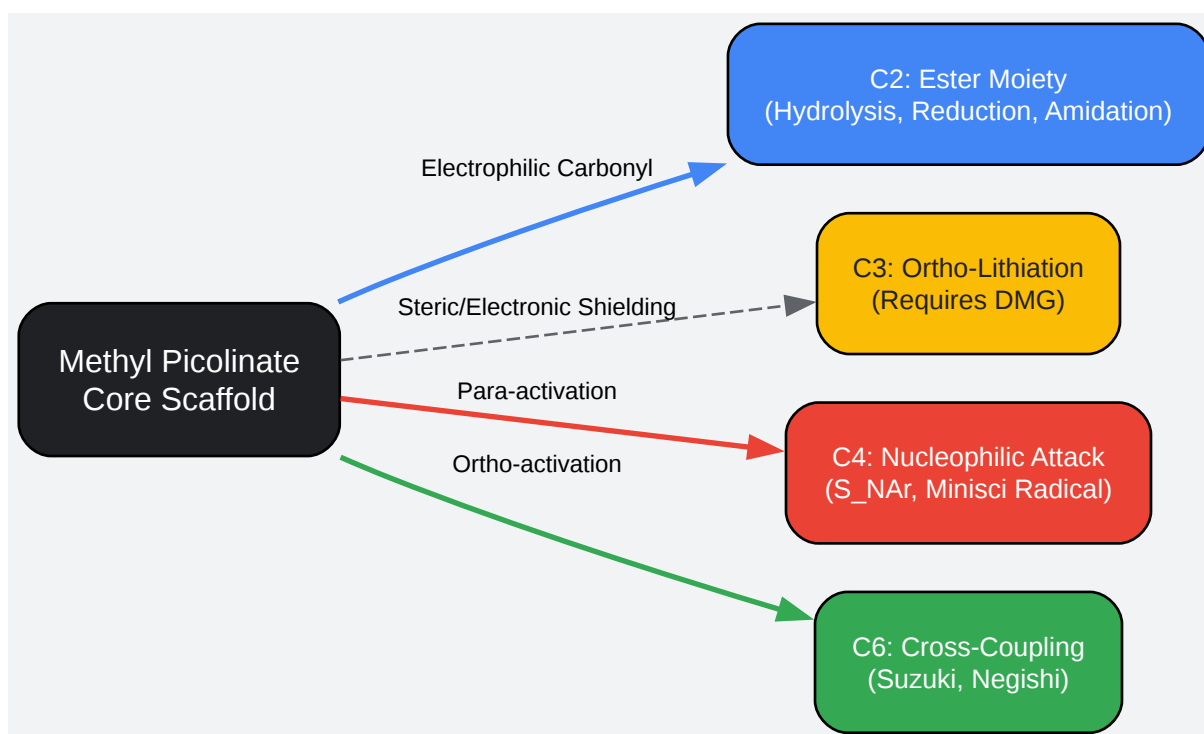 C2: Ester Moiety
(Hydrolysis, Reduction, Amidation)
Electrophilic Carbonyl
C3: Ortho-Lithiation
(Requires DMG)
Steric/Electronic Shielding
Methyl Picolinate
Core Scaffold
Para-activation
C4: Nucleophilic Attack
(S_NAr, Minisci Radical)
Ortho-activation
C6: Cross-Coupling
(Suzuki, Negishi)